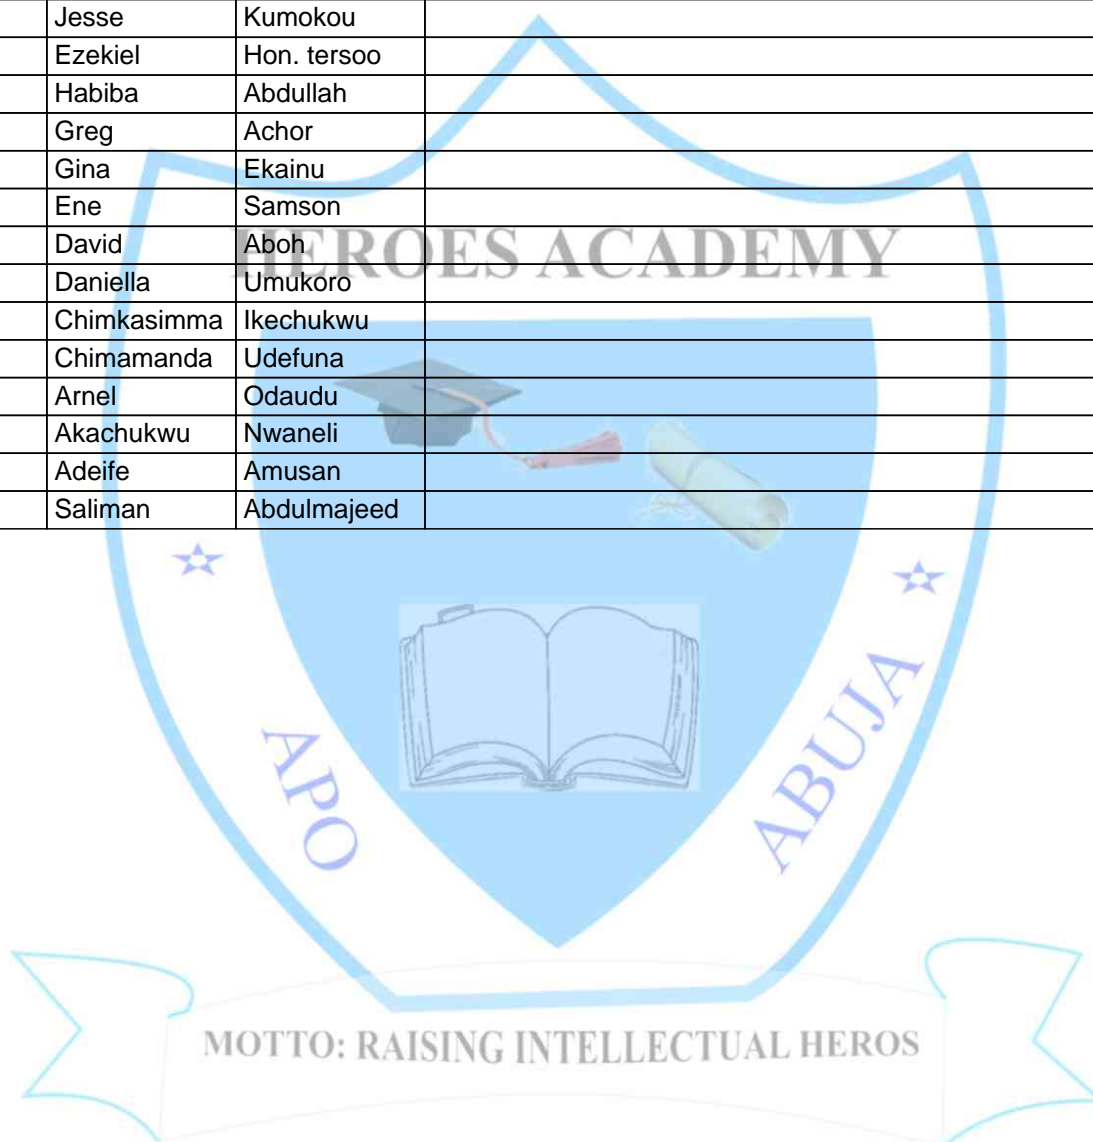 Jesse Kumokou
Ezekiel Hon. tersoo
Habiba Abdullah
Greg Achor
Gina Ekainu
Ene Samson
David Aboh
HEROES ACADEMY
Daniella Umukoro
Chimkasimma Ikechukwu
Chimamanda Udefuna
Arnel Odaudu
Akachukwu Nwaneli
Adeife Amusan
Saliman Abdulmajeed
APO
ABUJA
MOTTO: RAISING INTELLECTUAL HEROS